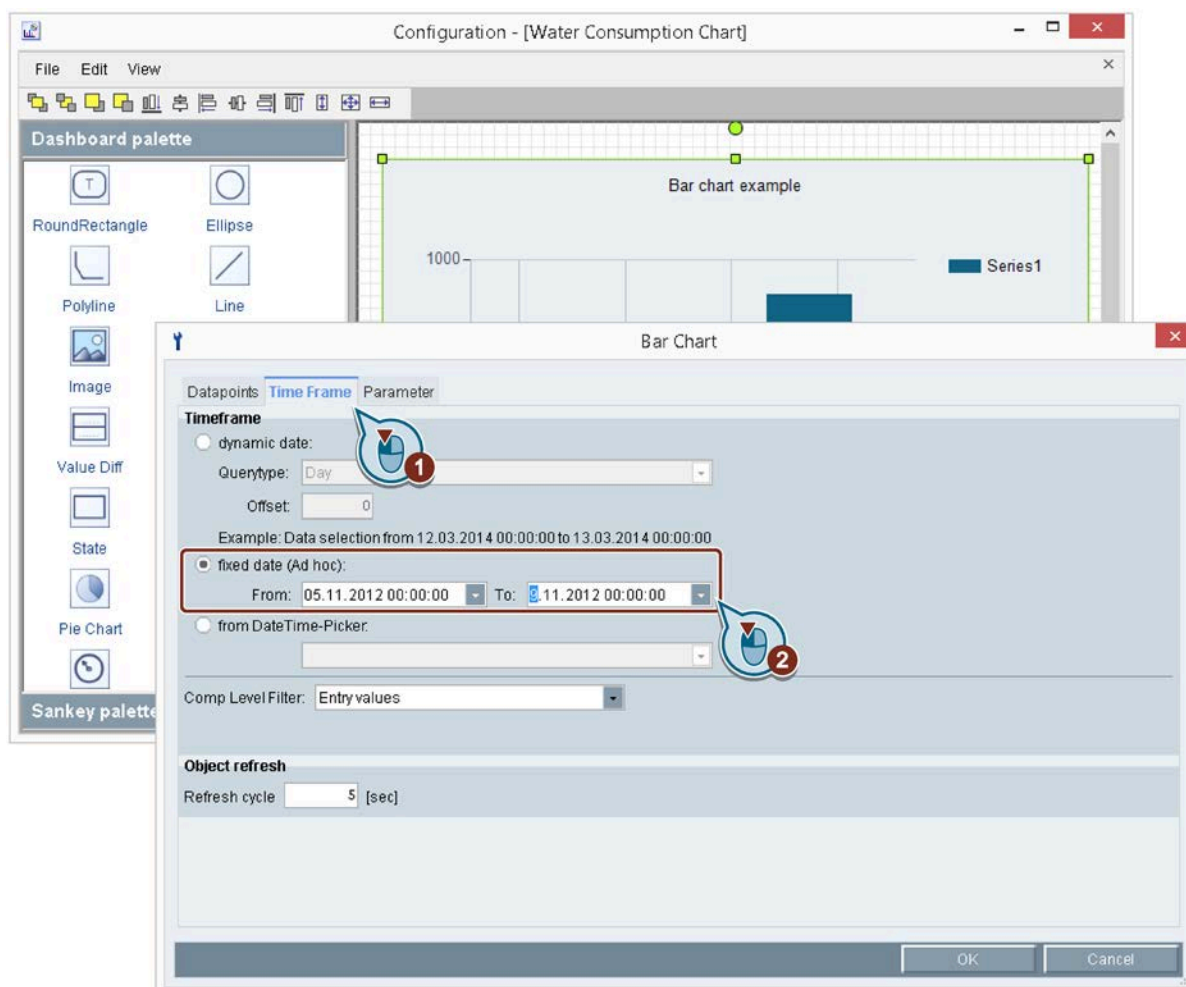 Configuration - [Water Consumption Chart]
File Edit View
Dashboard palette
T
RoundRectangle Ellipse
Polyline Line
Image
Value Diff
State
Pie Chart
Sankey palette
Bar chart example
1000
Series1
Bar Chart
Datapoints Time Frame Parameter
Timeframe
dynamic date:
Querytype: Day
Offset: 0
Example: Data selection from 12.03.2014 00:00:00 to 13.03.2014 00:00:00
fixed date (Ad hoc):
From: 05.11.2012 00:00:00 To: 9.11.2012 00:00:00
from DateTime-Picker:
Comp Level Filter: Entry values
Object refresh
Refresh cycle 5 [sec]
OK Cancel
1
2